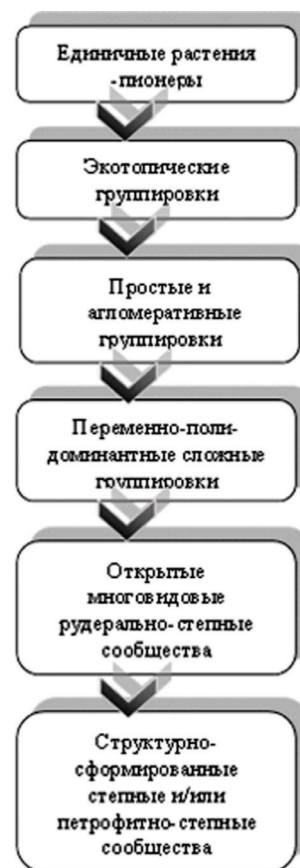 Единичные растения
-пионеры
Экотопические
группировки
Простые и
агломеративные
группировки
Переменно-поли-
доминантные сложные
группировки
Открытые
многовидовые
рудерально-степные
сообщества
Структурно-
сформированные
степные и/или
петрофитно-степные
сообщества